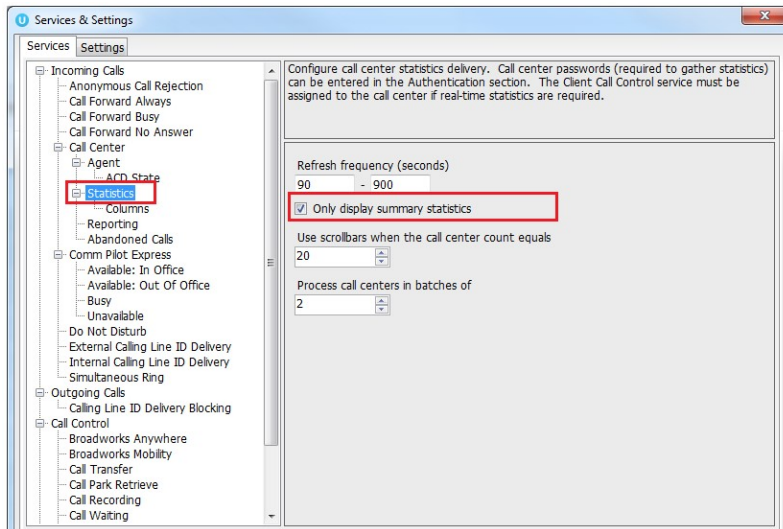 Services & Settings
Services Settings
Incoming Calls
Anonymous Call Rejection
Call Forward Always
Call Forward Busy
Call Forward No Answer
Call Center
Agent
ACD State
Statistics
Columns
Reporting
Abandoned Calls
Comm Pilot Express
Available: In Office
Available: Out Of Office
Busy
Unavailable
Do Not Disturb
External Calling Line ID Delivery
Internal Calling Line ID Delivery
Simultaneous Ring
Outgoing Calls
Calling Line ID Delivery Blocking
Call Control
Broadworks Anywhere
Broadworks Mobility
Call Transfer
Call Park Retrieve
Call Recording
Call Waiting
Configure call center statistics delivery. Call center passwords (required to gather statistics)
can be entered in the Authentication section. The Client Call Control service must be
assigned to the call center if real-time statistics are required.
Refresh frequency (seconds)
90 - 900
Only display summary statistics
Use scrollbars when the call center count equals
20
Process call centers in batches of
2